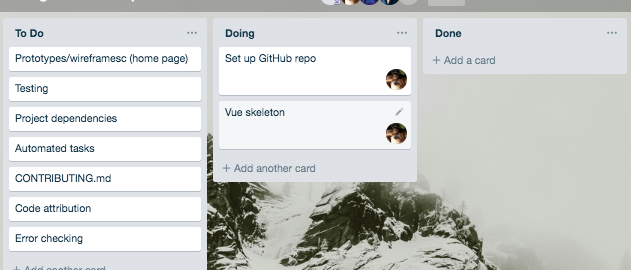 To Do
Prototypes/wireframesc (home page)
Testing
Project dependencies
Automated tasks
CONTRIBUTING.md
Code attribution
Error checking
+ Add another card
Doing
Set up GitHub repo
Vue skeleton
+ Add another card
Done
+ Add a card